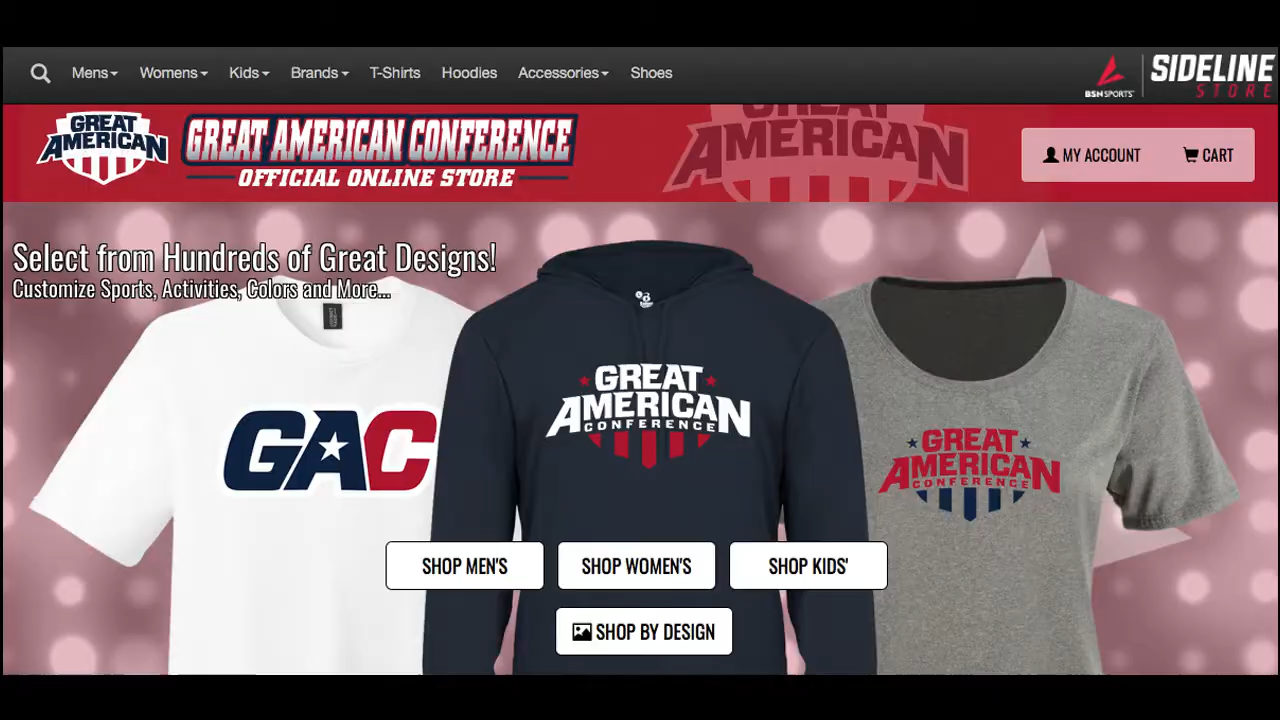 Mens Womens Kids Brands T-Shirts Hoodies Accessories Shoes
BSN SPORTS
SIDELINE
STORE
GREAT
AMERICAN
GREAT AMERICAN CONFERENCE
OFFICIAL ONLINE STORE
GREAT
AMERICAN
MY ACCOUNT CART
Select from Hundreds of Great Designs!
Customize Sports, Activities, Colors and More...
GAC
GREAT
AMERICAN
CONFERENCE
GREAT
AMERICAN
CONFERENCE
SHOP MEN'S SHOP WOMEN'S SHOP KIDS'
SHOP BY DESIGN